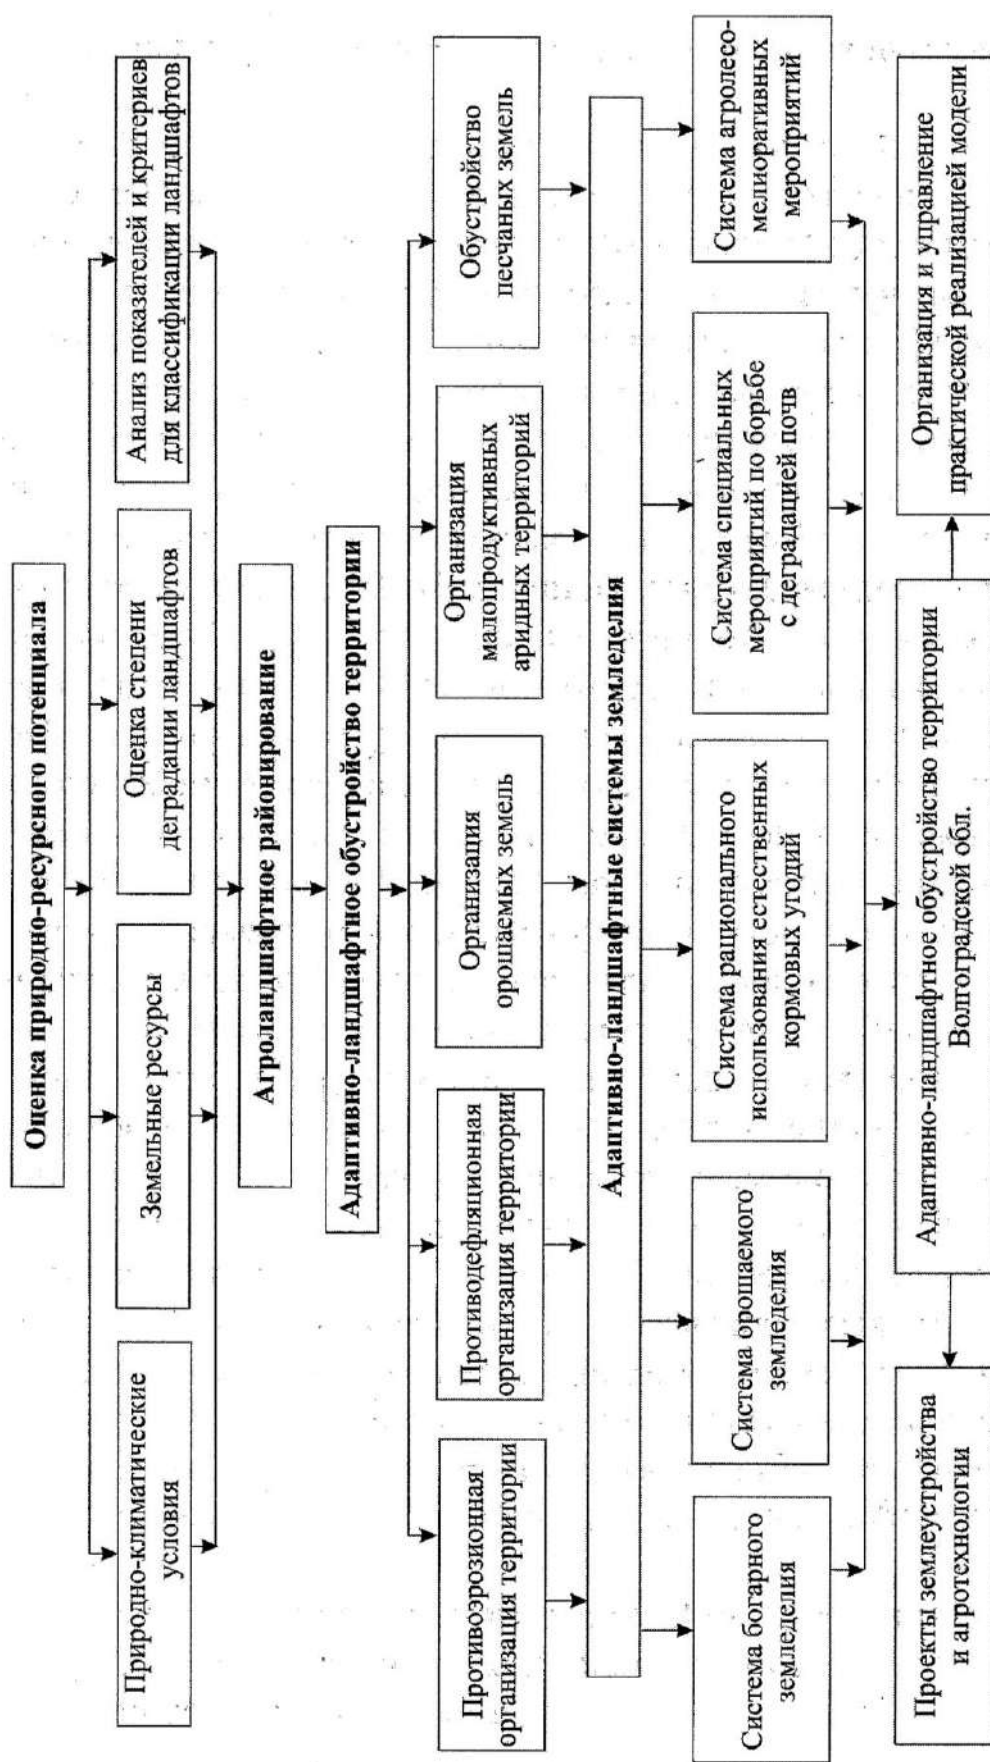 Оценка природно-ресурсного потенциала
Природно-климатические
условия
Земельные ресурсы
Оценка степени
деградации ландшафтов
Анализ показателей и критериев
для классификации ландшафтов
Агроландшафтное районирование
Адаптивно-ландшафтное обустройство территории
Противоэрозионная
организация территории
Противодефляционная
организация территории
Организация
орошаемых земель
Организация
малопродуктивных
аридных территорий
Обустройство
песчаных земель
Адаптивно-ландшафтные системы земледелия
Система богарного
земледелия
Система орошаемого
земледелия
Система рационального
использования естественных
кормовых угодий
Система специальных
мероприятий по борьбе
с деградацией почв
Система агролесо-
мелиоративных
мероприятий
Проекты землеустройства
и агротехнологии
Адаптивно-ландшафтное обустройство территории
Волгоградской обл.
Организация и управление
практической реализацией модели